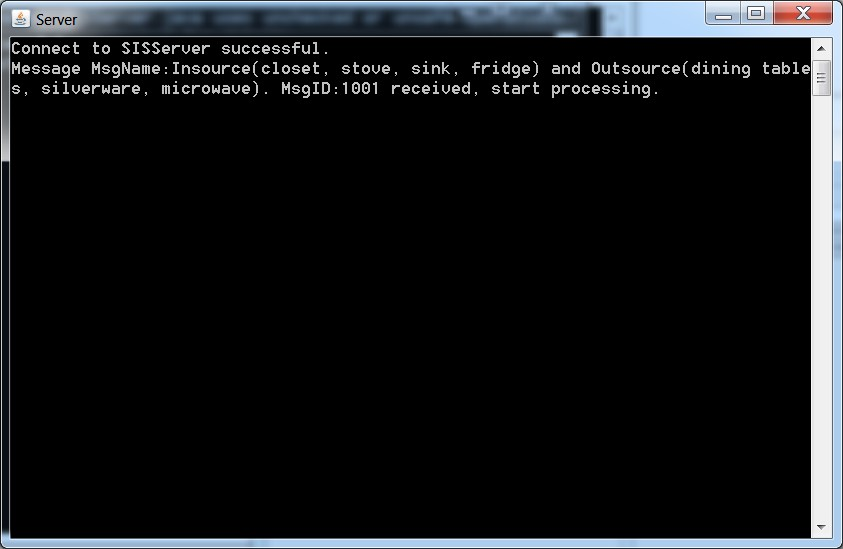 Server
Connect to SISServer successful.
Message MsgName:Insource(closet, stove, sink, fridge) and Outsource(dining table
s, silverware, microwave). MsgID:1001 received, start processing.